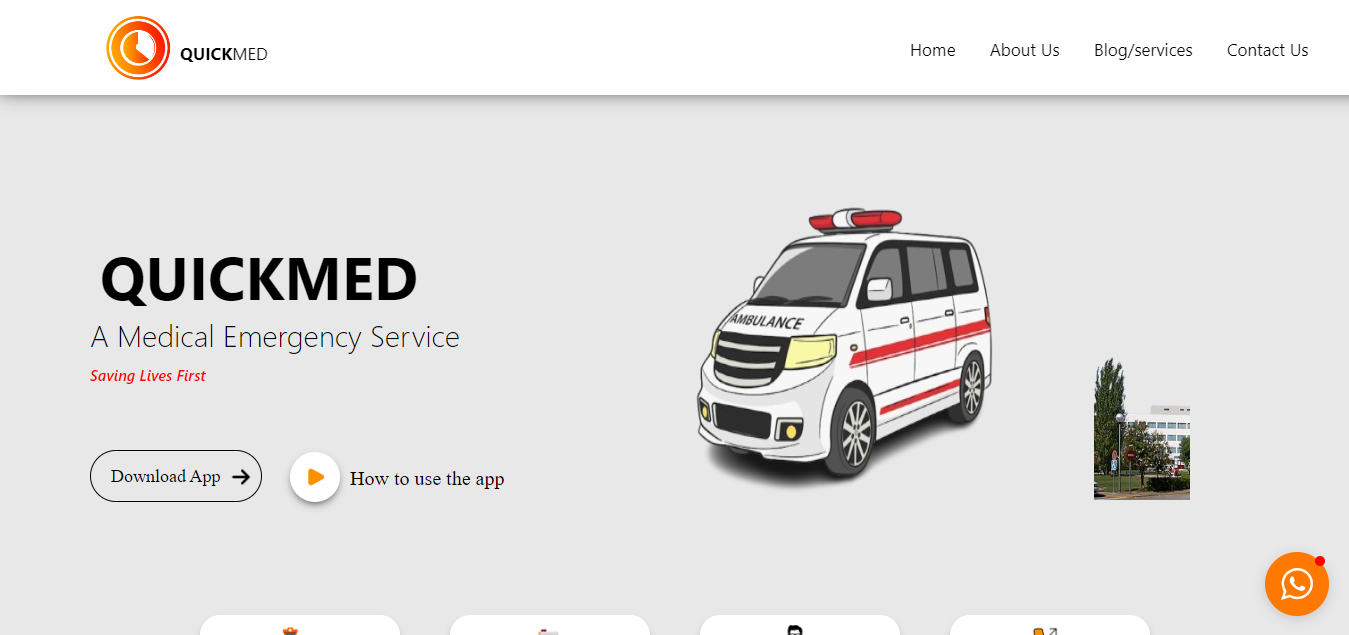 QUICKMED
Home
About Us
Blog/services
Contact Us
QUICKMED
A Medical Emergency Service
Saving Lives First
AMBULANCE
Download App
How to use the app